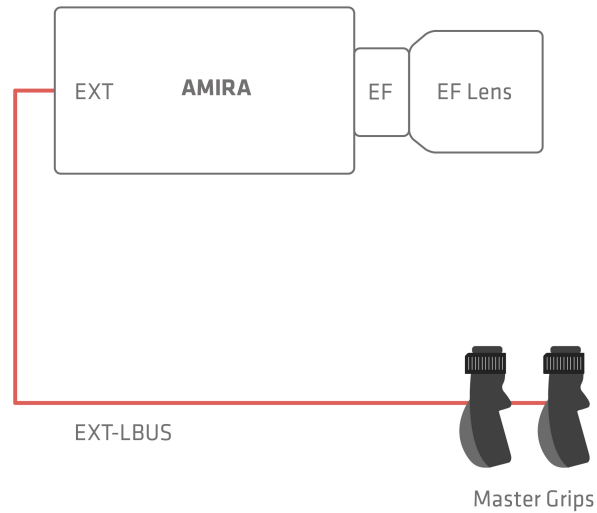 EXT
AMIRA
EF
EF Lens
EXT-LBUS
Master Grips